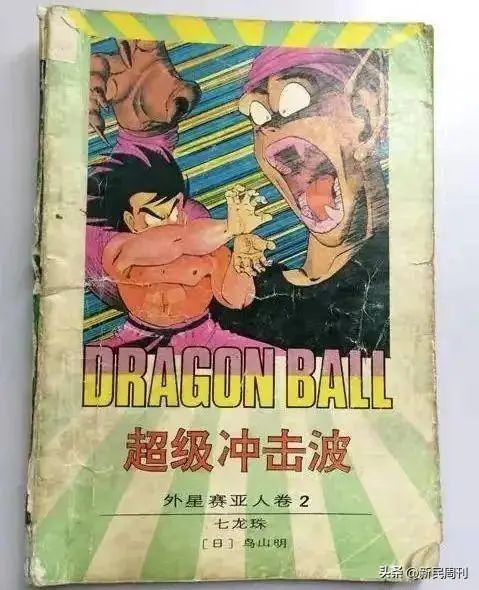 DRAGON BALL
超级冲击波
外星赛亚人卷2
七龙珠
[日] 鸟山明
头条 @新民周刊